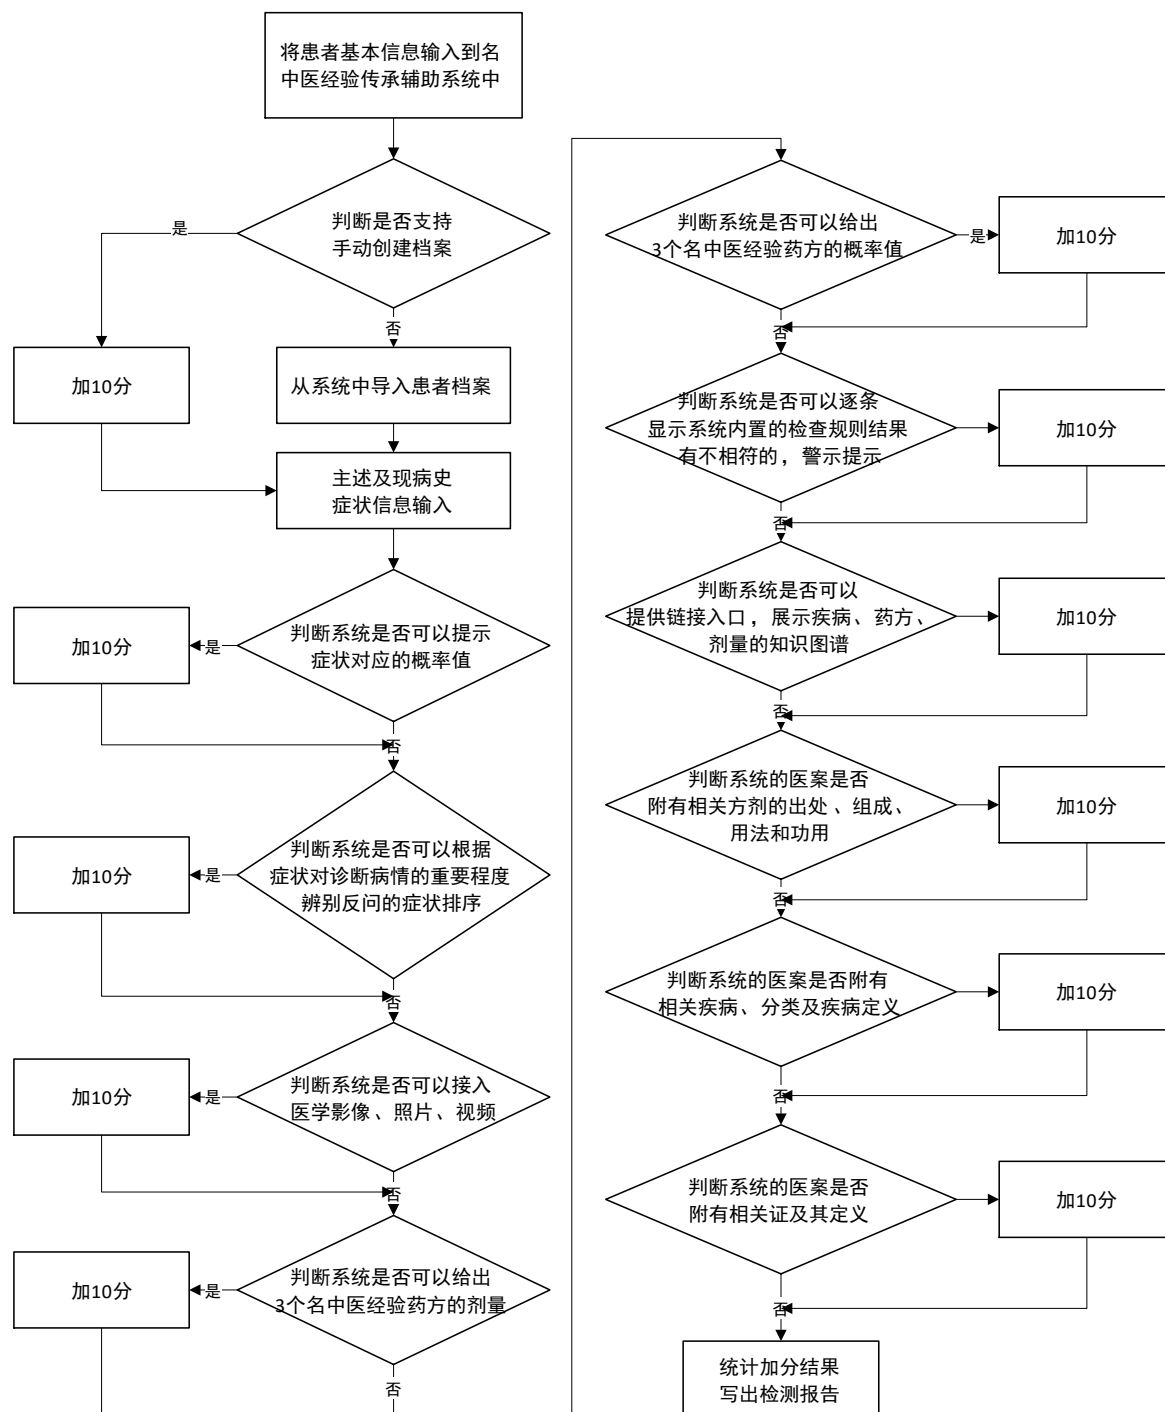 将患者基本信息输入到名
中医经验传承辅助系统中
判断是否支持
手动创建档案
是
否
加10分
从系统中导入患者档案
主述及现病史
症状信息输入
判断系统是否可以提示
症状对应的概率值
是
加10分
否
判断系统是否可以根据
症状对诊断病情的重要程度
辨别反问的症状排序
是
加10分
否
判断系统是否可以接入
医学影像、照片、视频
是
加10分
否
判断系统是否可以给出
3个名中医经验药方的剂量
是
加10分
否
判断系统是否可以给出
3个名中医经验药方的概率值
是
加10分
否
判断系统是否可以逐条
显示系统内置的检查规则结果
有不相符的，警示提示
加10分
否
判断系统是否可以
提供链接入口，展示疾病、药方、
剂量的知识图谱
加10分
否
判断系统的医案是否
附有相关方剂的出处、组成、
用法和功用
加10分
否
判断系统的医案是否附有
相关疾病、分类及疾病定义
加10分
否
判断系统的医案是否
附有相关证及其定义
加10分
否
统计加分结果
写出检测报告